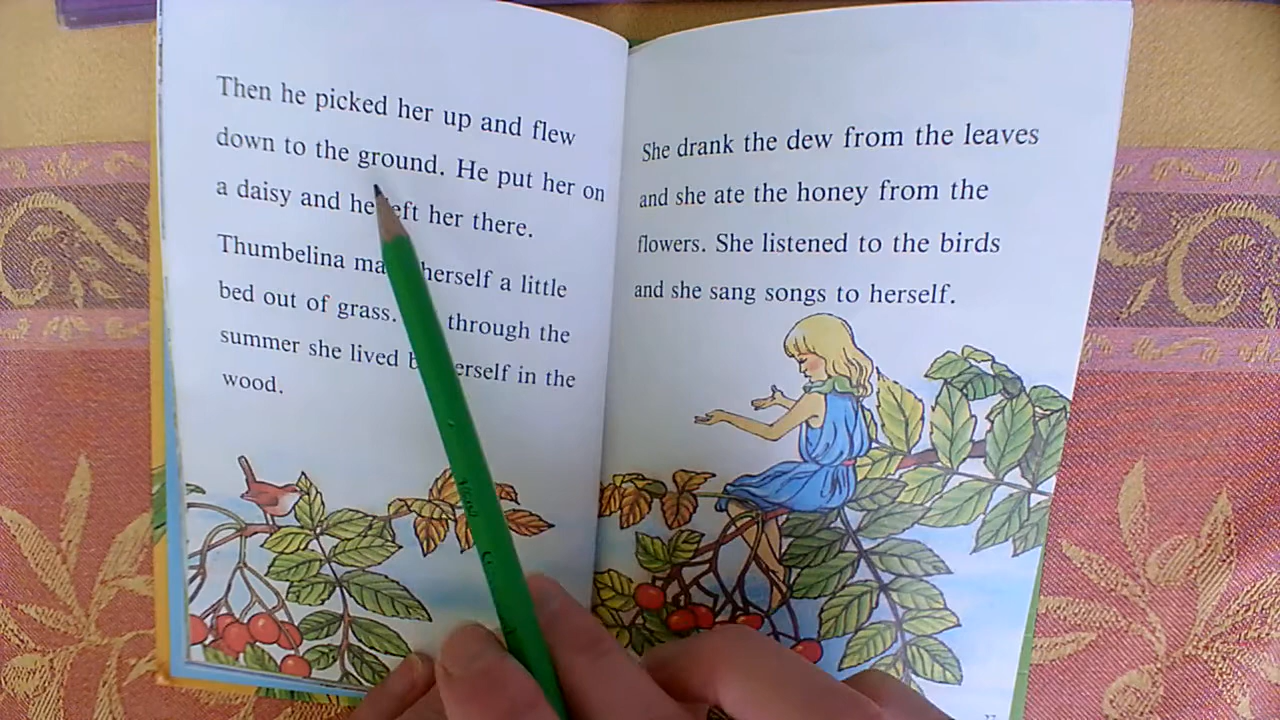 Then he picked her up and flew
down to the ground. He put her on
a daisy and he left her there.
Thumbelina ma herself a little
bed out of grass. through the
summer she lived b erself in the
wood.
She drank the dew from the leaves
and she ate the honey from the
flowers. She listened to the birds
and she sang songs to herself.